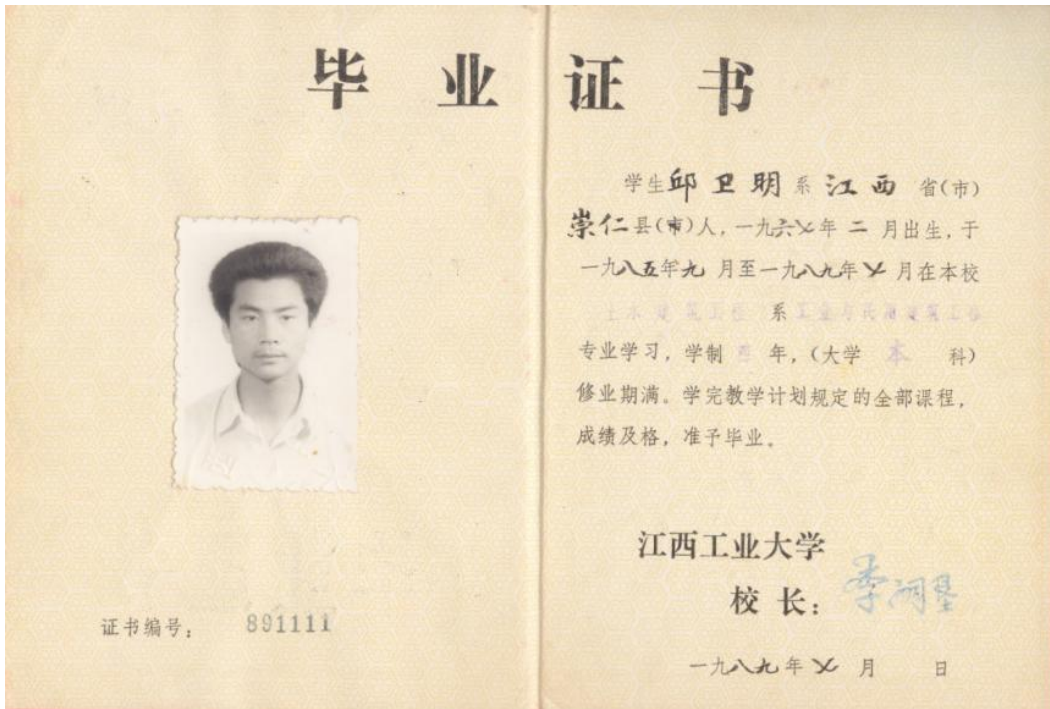 毕业证书
学生邱卫明系江西省(市)
崇仁县(市)人,一九六七年二月出生,于
一九八五年九月至一九八九年七月在本校
土木建筑工程系工业与民用建筑工程
专业学习,学制四年,(大学本科)
修业期满。学完教学计划规定的全部课程,
成绩及格,准予毕业。
江西工业大学
校长:
证书编号:891111
一九八九年七月 日